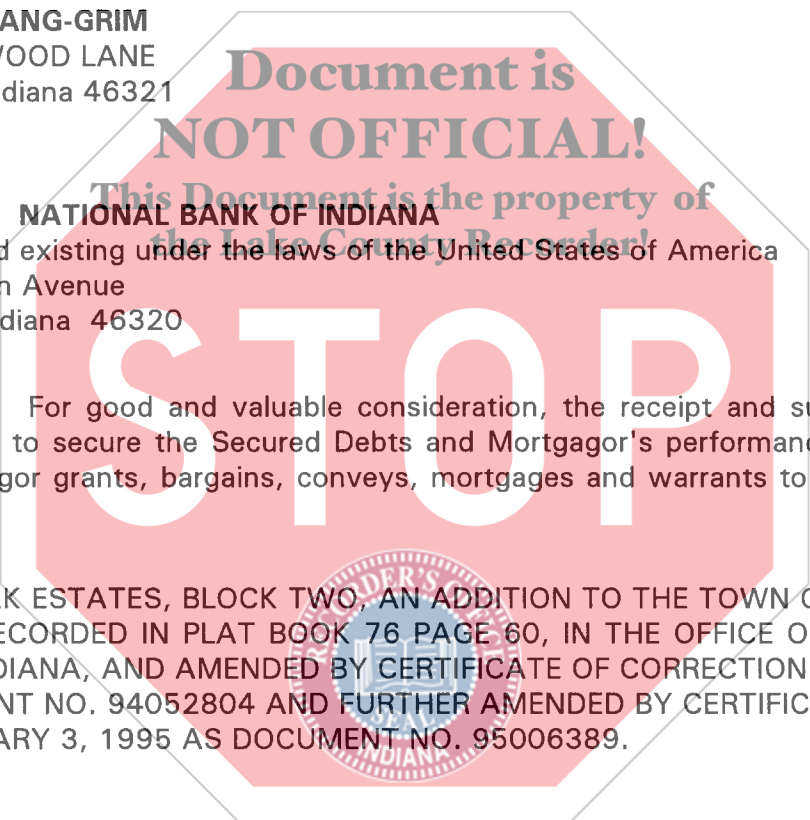 ANG-GRIM
WOOD LANE
diana 46321
Document is
NOT OFFICIAL!
This Document is the property of
the Lake County Recorder!
NATIONAL BANK OF INDIANA
d existing under the laws of the United States of America
n Avenue
diana 46320
STOP
For good and valuable consideration, the receipt and su
to secure the Secured Debts and Mortgagor's performanc
gor grants, bargains, conveys, mortgages and warrants to
K ESTATES, BLOCK TWO, AN ADDITION TO THE TOWN O
ECORDED IN PLAT BOOK 76 PAGE 60, IN THE OFFICE O
DIANA, AND AMENDED BY CERTIFICATE OF CORRECTION
NT NO. 94052804 AND FURTHER AMENDED BY CERTIFIC
ARY 3, 1995 AS DOCUMENT NO. 95006389.
RECORDER'S OFFICE
SEAL
INDIANA